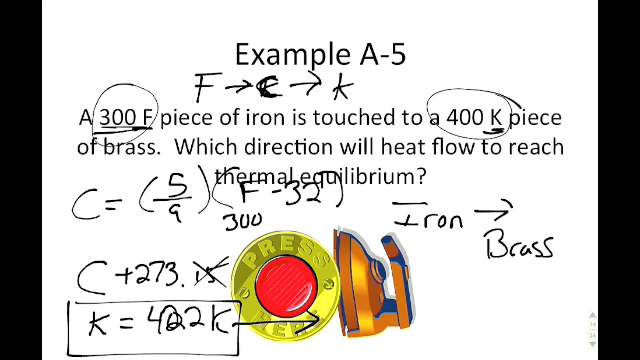 Example A-5
F → C → K
A 300 F piece of iron is touched to a 400 K piece
of brass. Which direction will heat flow to reach
thermal equilibrium?
C = (5/9)(F - 32)
300
Iron →
Brass
C + 273.15
K = 422 K
PRESS
HERE